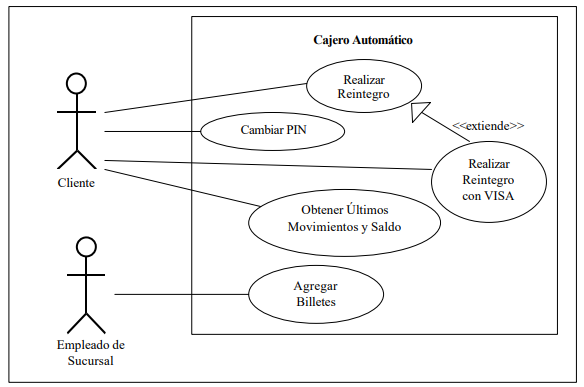 Cajero Automático
Realizar
Reintegro
<<extiende>>
Cambiar PIN
Realizar
Reintegro
con VISA
Cliente
Obtener Últimos
Movimientos y Saldo
Agregar
Billetes
Empleado de
Sucursal